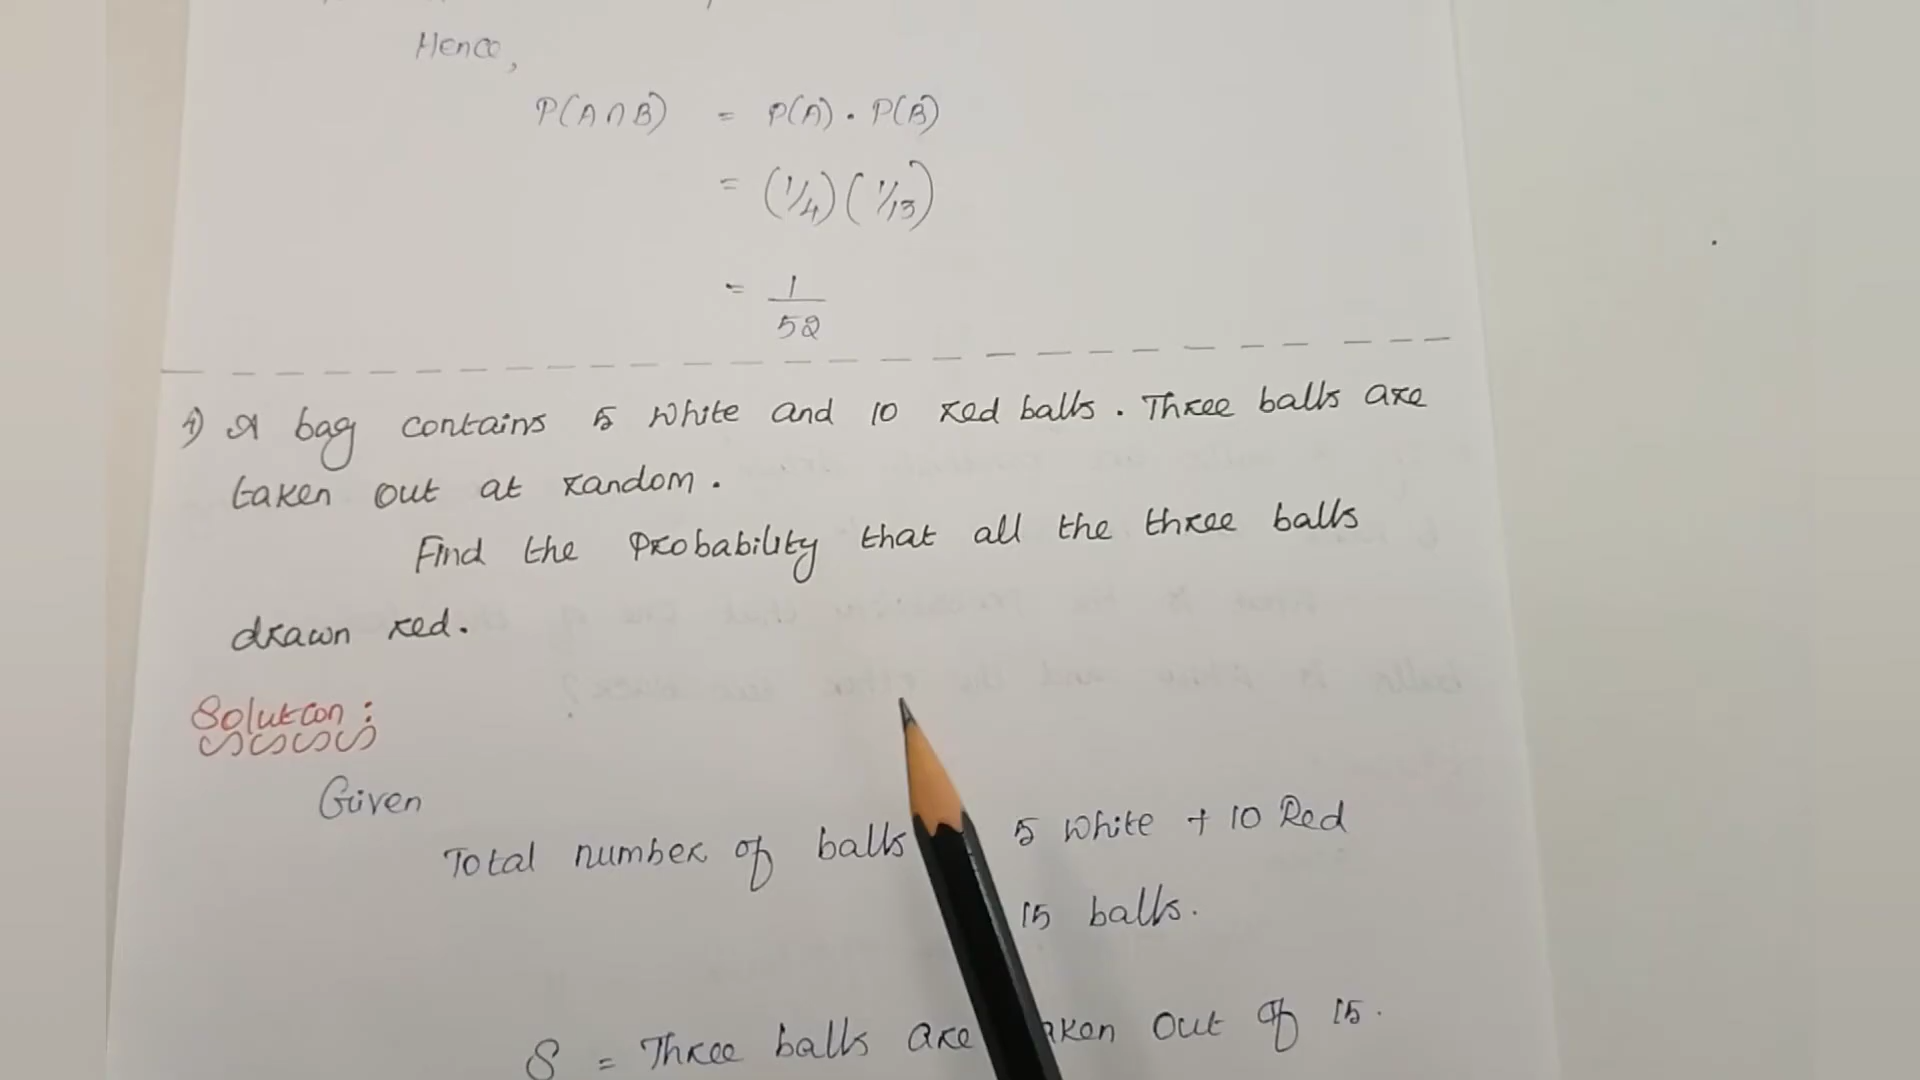 Hence,
P(A∩B) = P(A) . P(B)
= (1/4) (1/13)
= 1/52
4) A bag contains 5 white and 10 red balls. Three balls are
taken out at random.
Find the Probability that all the three balls
drawn red.
Solution:
Given
Total number of balls 5 white + 10 Red
15 balls.
S = Three balls are taken out of 15.